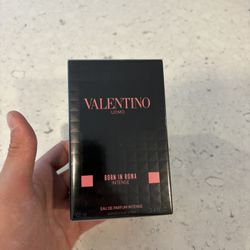 VALENTINO
UOMO
BORN IN ROMA
INTENSE
EAU DE PARFUM INTENSE